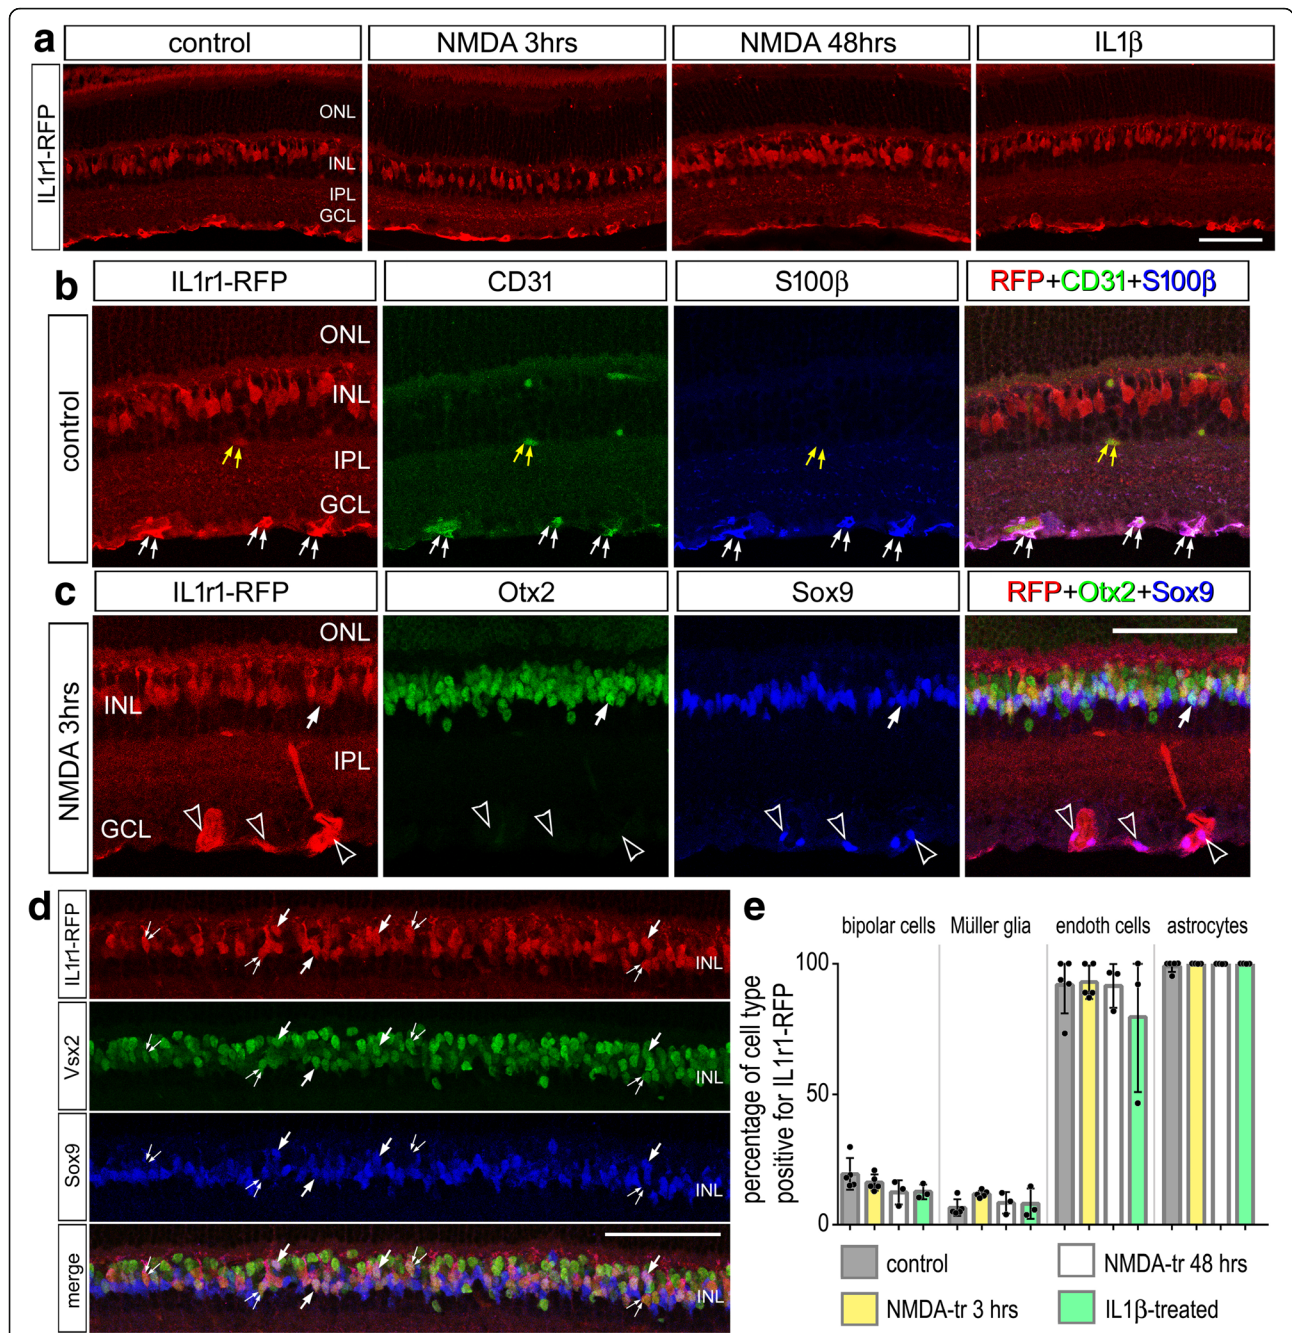 a
control
NMDA 3hrs
NMDA 48hrs
IL1β
IL1r1-RFP
ONL
INL
IPL
GCL
b
IL1r1-RFP
CD31
S100β
RFP+CD31+S100β
control
ONL
INL
IPL
GCL
c
IL1r1-RFP
Otx2
Sox9
RFP+Otx2+Sox9
NMDA 3hrs
ONL
INL
IPL
GCL
d
IL1r1-RFP
INL
Vsx2
INL
Sox9
INL
merge
INL
e
bipolar cells
Müller glia
endoth cells
astrocytes
percentage of cell type
positive for IL1r1-RFP
100
50
0
control
NMDA-tr 48 hrs
NMDA-tr 3 hrs
IL1β-treated